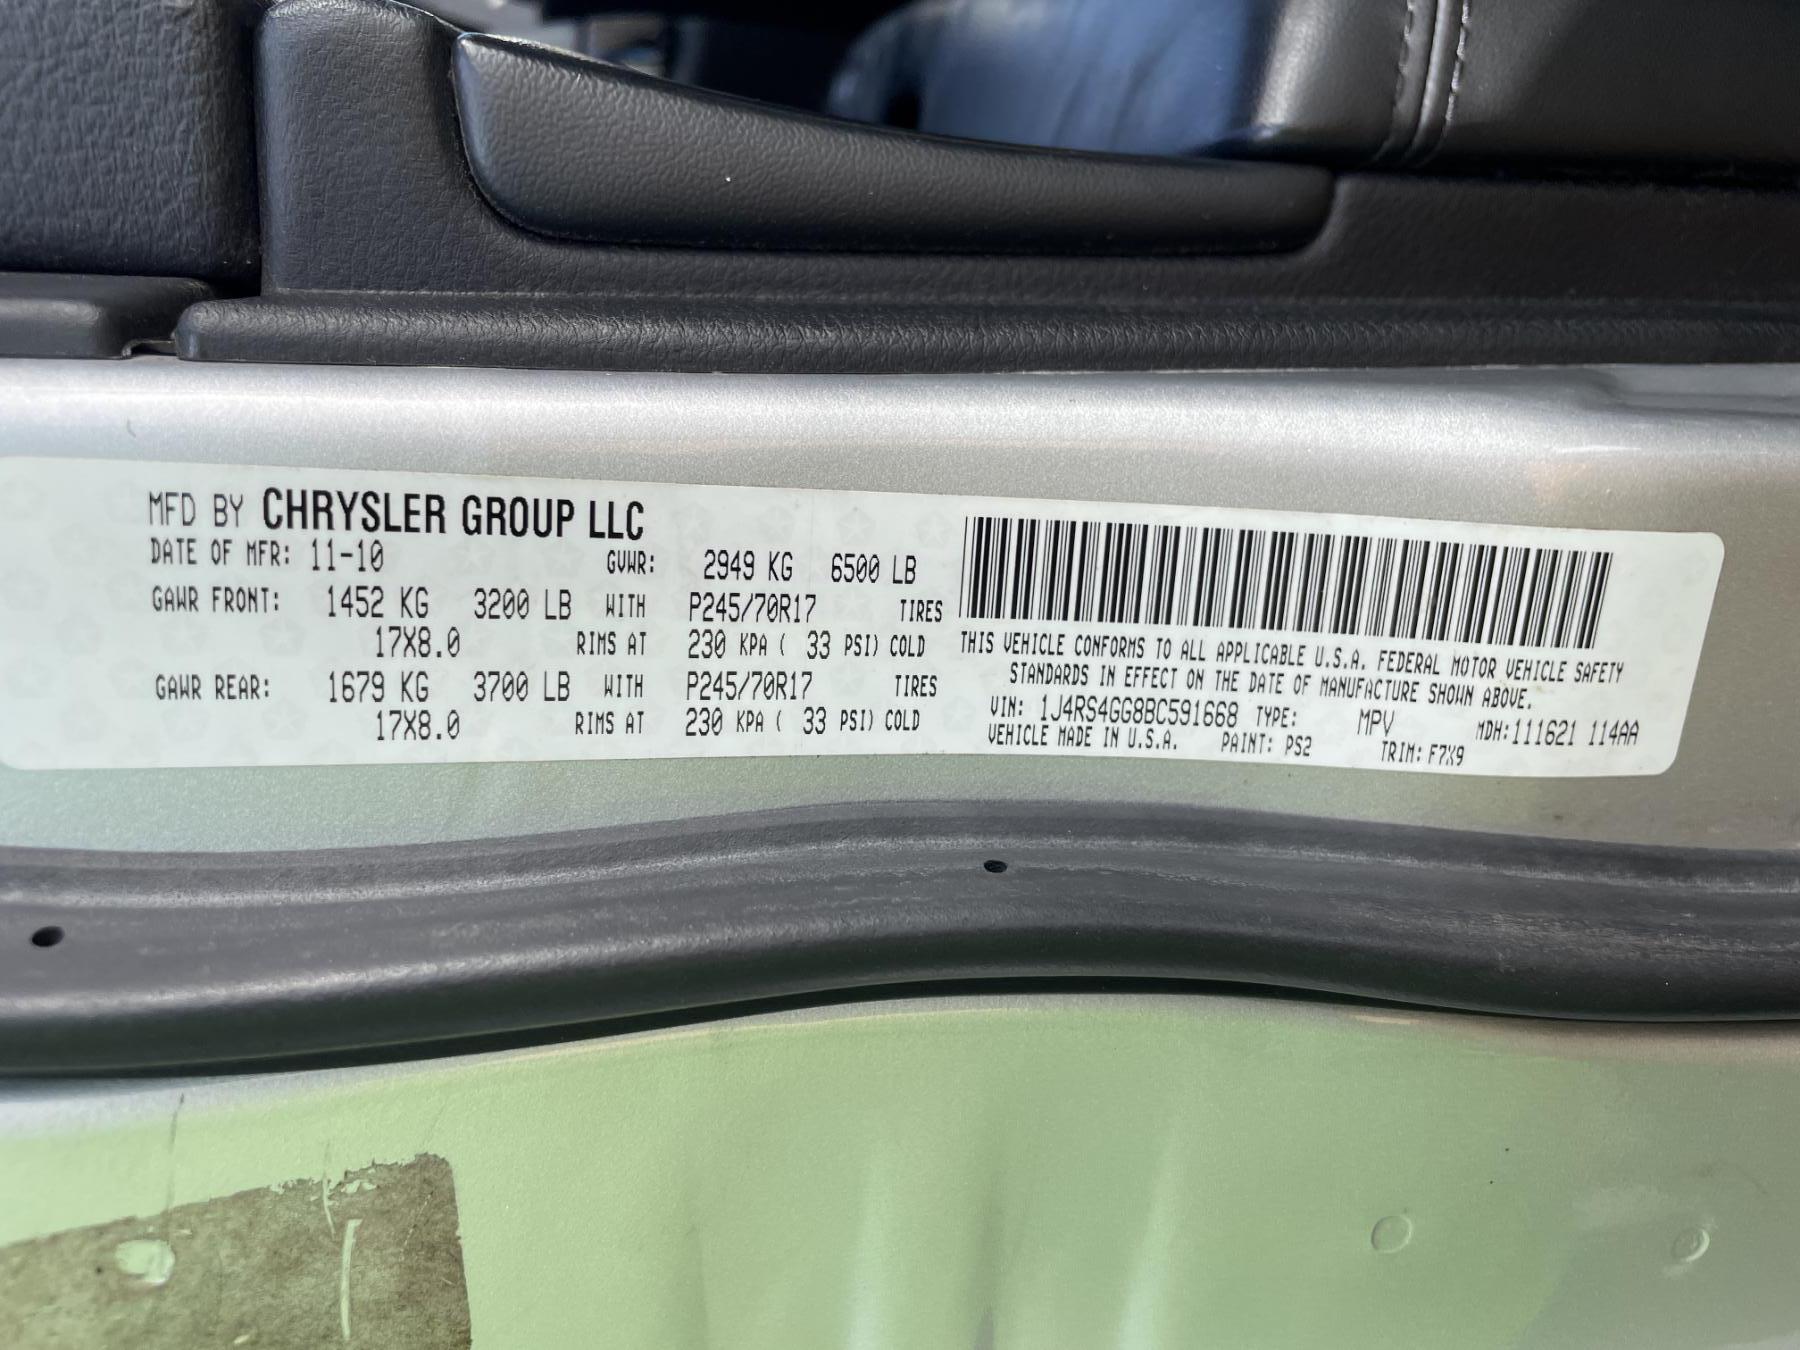 MFD BY CHRYSLER GROUP LLC
DATE OF MFR: 11-10 GVWR: 2949 KG 6500 LB
GAWR FRONT: 1452 KG 3200 LB WITH P245/70R17 TIRES
17X8.0 RIMS AT 230 KPA ( 33 PSI) COLD
GAWR REAR: 1679 KG 3700 LB WITH P245/70R17 TIRES
17X8.0 RIMS AT 230 KPA ( 33 PSI) COLD
THIS VEHICLE CONFORMS TO ALL APPLICABLE U.S.A. FEDERAL MOTOR VEHICLE SAFETY
STANDARDS IN EFFECT ON THE DATE OF MANUFACTURE SHOWN ABOVE.
VIN: 1J4RS4GG8BC591668 TYPE: MPV MDH: 111621 114AA
VEHICLE MADE IN U.S.A. PAINT: PS2 TRIM: F7X9